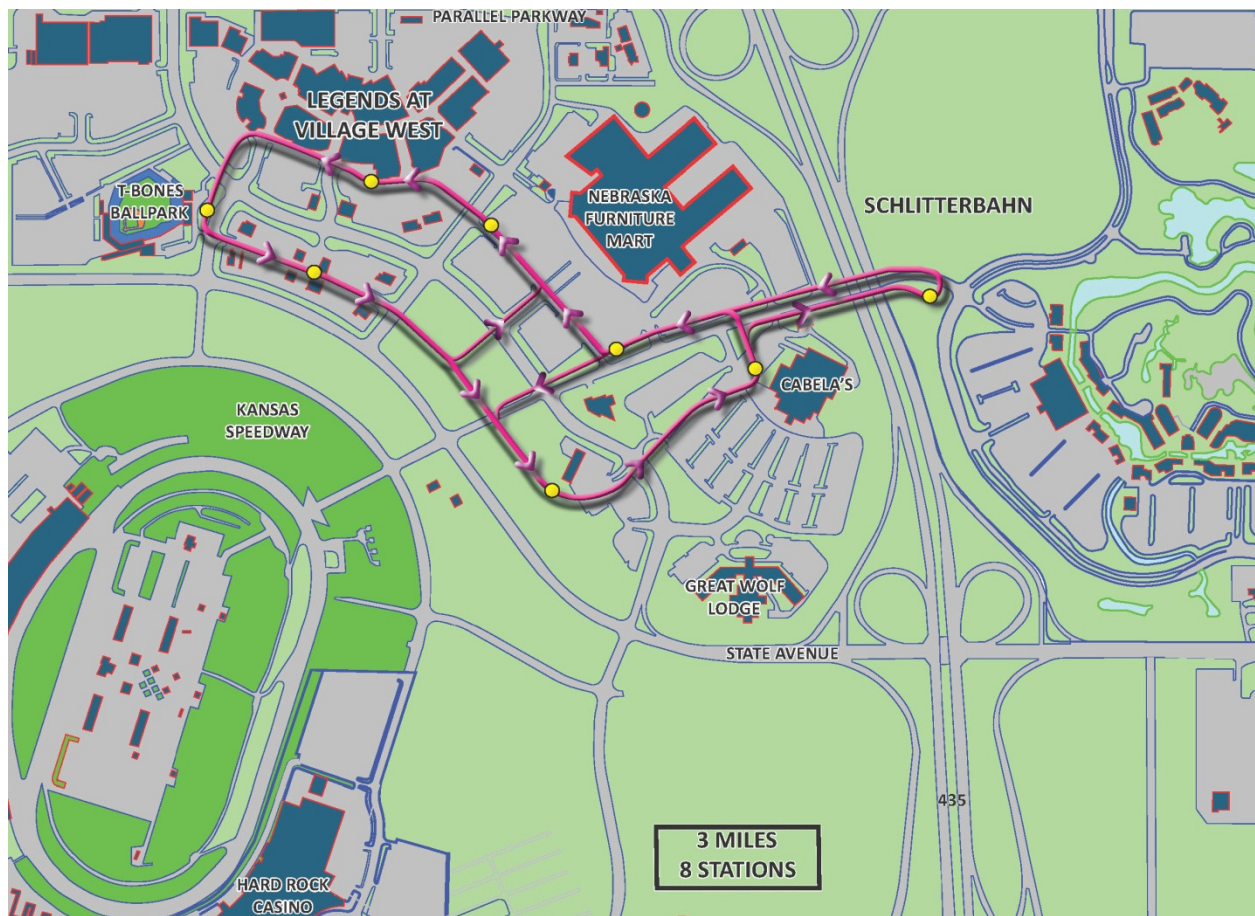 PARALLEL PARKWAY
LEGENDS AT
VILLAGE WEST
T-BONES
BALLPARK
NEBRASKA
FURNITURE
MART
SCHLITTERBAHN
CABELA'S
KANSAS
SPEEDWAY
GREAT WOLF
LODGE
STATE AVENUE
435
3 MILES
8 STATIONS
HARD ROCK
CASINO